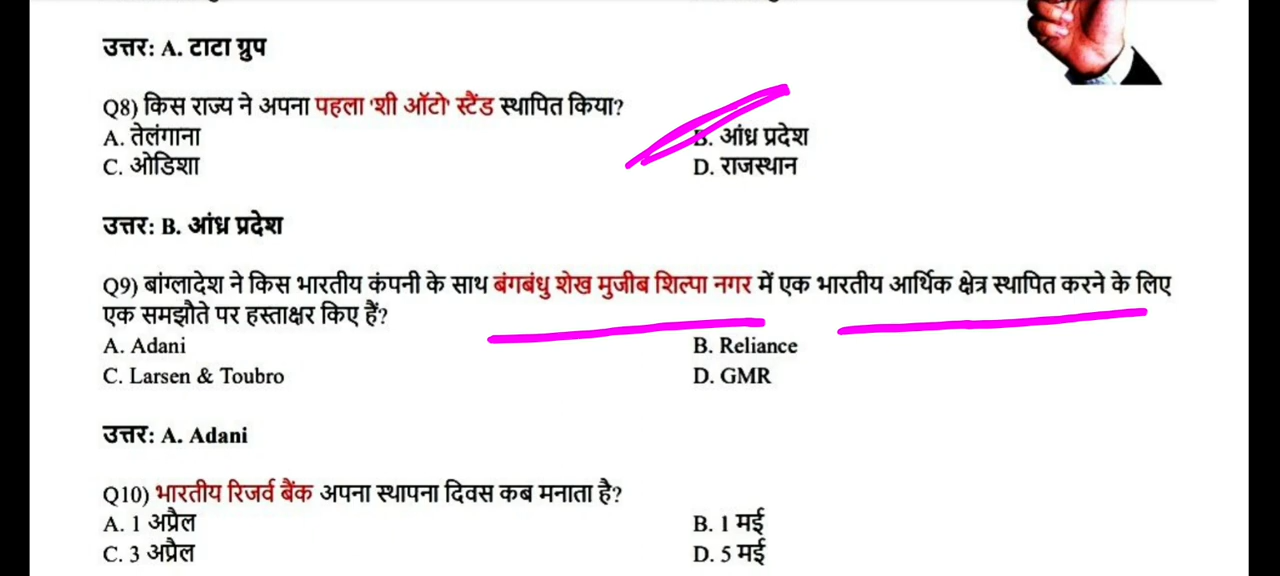 उत्तर: A. टाटा ग्रुप
Q8) किस राज्य ने अपना पहला 'शी ऑटो' स्टैंड स्थापित किया?
A. तेलंगाना B. आंध्र प्रदेश
C. ओडिशा D. राजस्थान
उत्तर: B. आंध्र प्रदेश
Q9) बांग्लादेश ने किस भारतीय कंपनी के साथ बंगबंधु शेख मुजीब शिल्पा नगर में एक भारतीय आर्थिक क्षेत्र स्थापित करने के लिए
एक समझौते पर हस्ताक्षर किए हैं?
A. Adani B. Reliance
C. Larsen & Toubro D. GMR
उत्तर: A. Adani
Q10) भारतीय रिजर्व बैंक अपना स्थापना दिवस कब मनाता है?
A. 1 अप्रैल B. 1 मई
C. 3 अप्रैल D. 5 मई